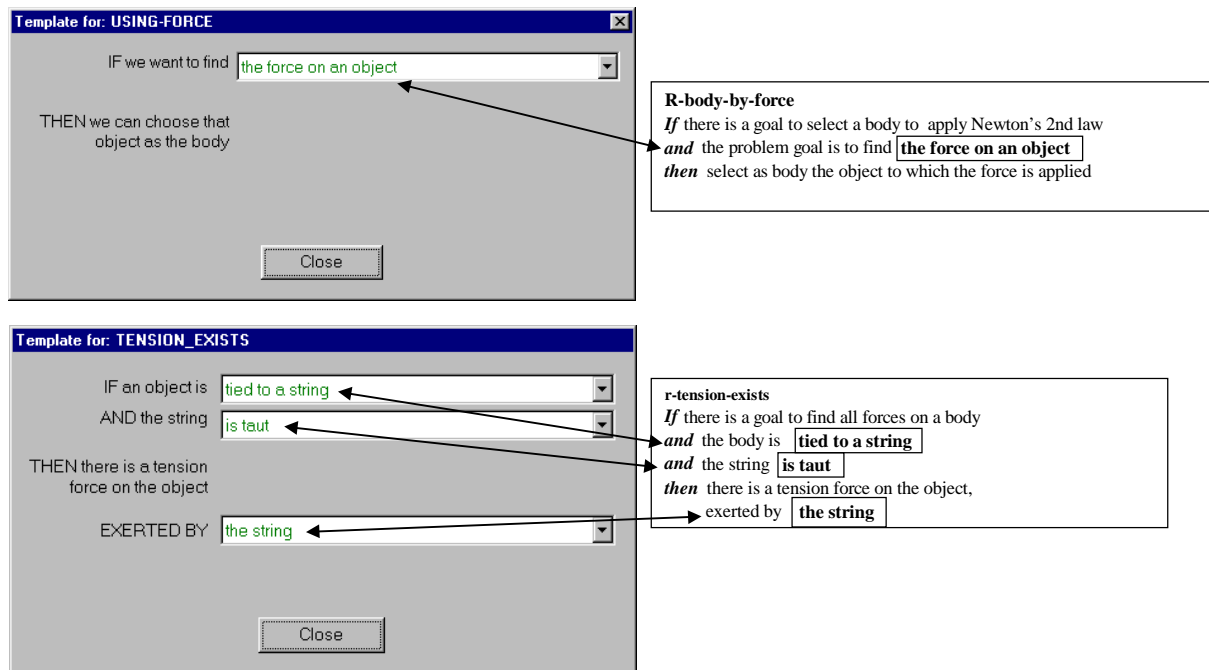 Template for: USING-FORCE
IF we want to find the force on an object
THEN we can choose that
object as the body
Close
R-body-by-force
If there is a goal to select a body to apply Newton's 2nd law
and the problem goal is to find the force on an object
then select as body the object to which the force is applied
Template for: TENSION_EXISTS
IF an object is tied to a string
AND the string is taut
THEN there is a tension
force on the object
EXERTED BY the string
Close
r-tension-exists
If there is a goal to find all forces on a body
and the body is tied to a string
and the string is taut
then there is a tension force on the object,
exerted by the string